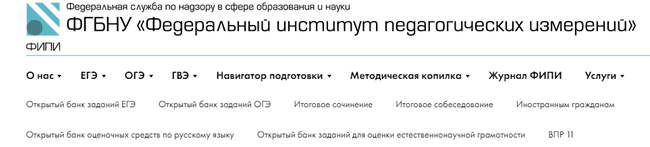 Федеральная служба по надзору в сфере образования и науки
ФГБНУ «Федеральный институт педагогических измерений»
ФИПИ
О нас ЕГЭ ОГЭ ГВЭ Навигатор подготовки Методическая копилка Журнал ФИПИ Услуги
Открытый банк заданий ЕГЭ Открытый банк заданий ОГЭ Итоговое сочинение Итоговое собеседование Иностранным гражданам
Открытый банк оценочных средств по русскому языку Открытый банк заданий для оценки естественнонаучной грамотности ВПР 11